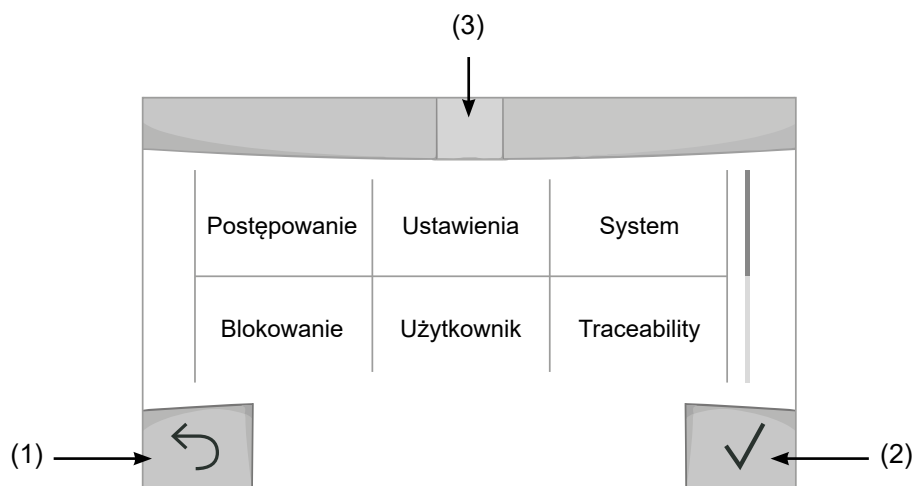 (3)
Postępowanie Ustawienia System
Blokowanie Użytkownik Traceability
(1) (2)